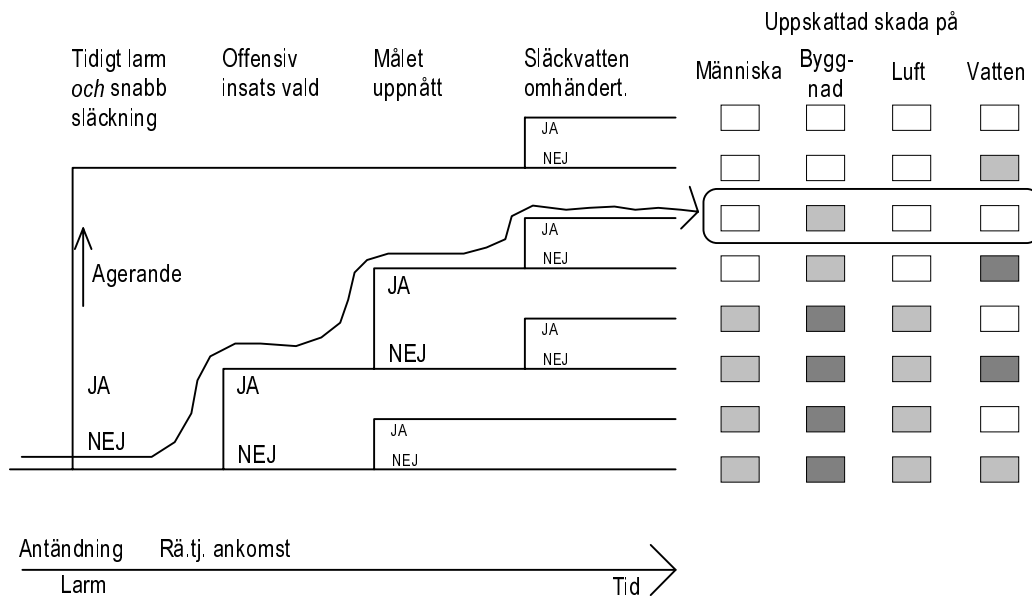 Uppskattad skada på
Tidigt larm
och snabb
släckning
Offensiv
insats vald
Målet
uppnått
Släckvatten
omhändert.
Människa
Bygg-
nad
Luft
Vatten
JA
NEJ
JA
NEJ
Agerande
JA
NEJ
JA
NEJ
JA
NEJ
JA
NEJ
JA
NEJ
Antändning
Rä.tj. ankomst
Larm
Tid